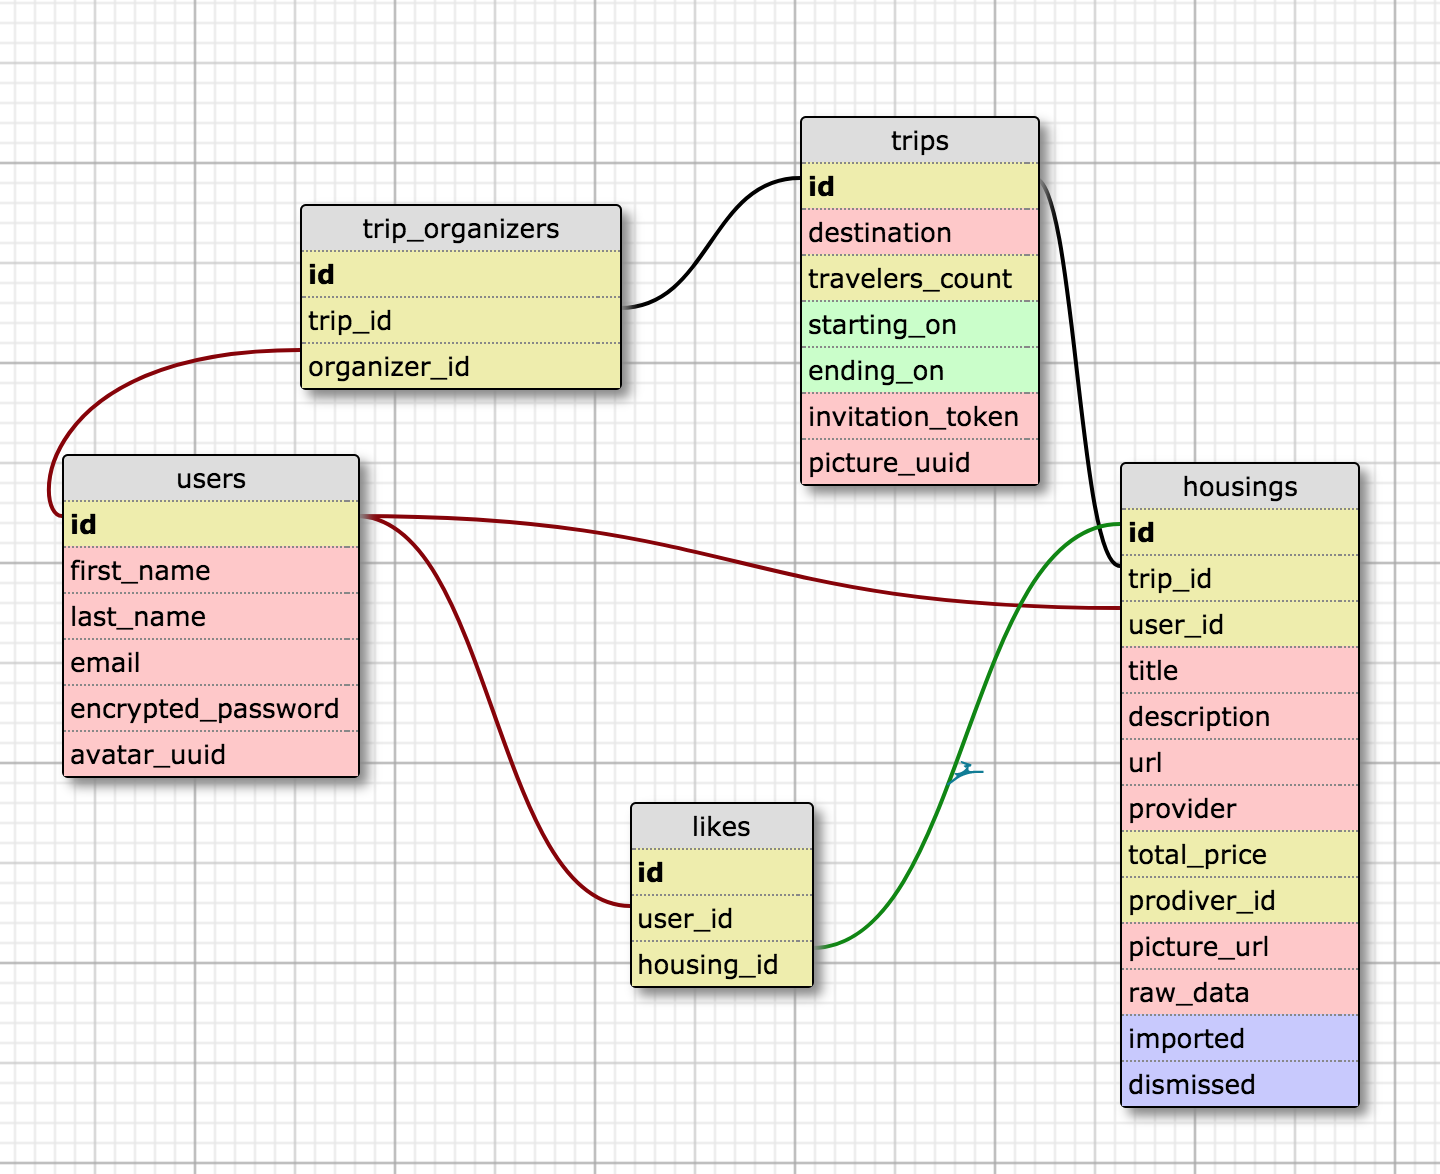 trips
id
destination
travelers_count
starting_on
ending_on
invitation_token
picture_uuid
trip_organizers
id
trip_id
organizer_id
users
id
first_name
last_name
email
encrypted_password
avatar_uuid
housings
id
trip_id
user_id
title
description
url
provider
total_price
prodiver_id
picture_url
raw_data
imported
dismissed
likes
id
user_id
housing_id